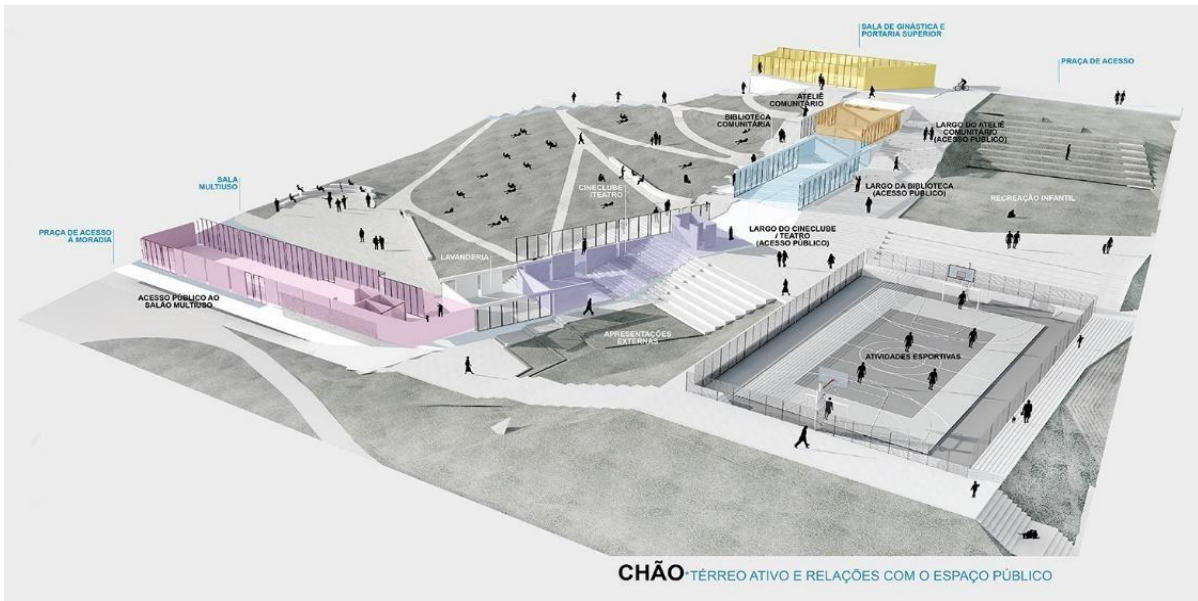 SALA DE GINÁSTICA E
PORTARIA SUPERIOR
PRAÇA DE ACESSO
ATELIÊ
COMUNITÁRIO
BIBLIOTECA
COMUNITÁRIA
LARGO DO ATELIÊ
COMUNITÁRIO
(ACESSO PÚBLICO)
SALA
MULTIUSO
CINECLUBE
/TEATRO
LARGO DA BIBLIOTECA
(ACESSO PÚBLICO)
RECREAÇÃO INFANTIL
PRAÇA DE ACESSO
À MORADIA
LARGO DO CINECLUBE
/ TEATRO
(ACESSO PÚBLICO)
LAVANDERIA
ACESSO PÚBLICO AO
SALÃO MULTIUSO
APRESENTAÇÕES
EXTERNAS
ATIVIDADES ESPORTIVAS
CHÃO*TÉRREO ATIVO E RELAÇÕES COM O ESPAÇO PÚBLICO